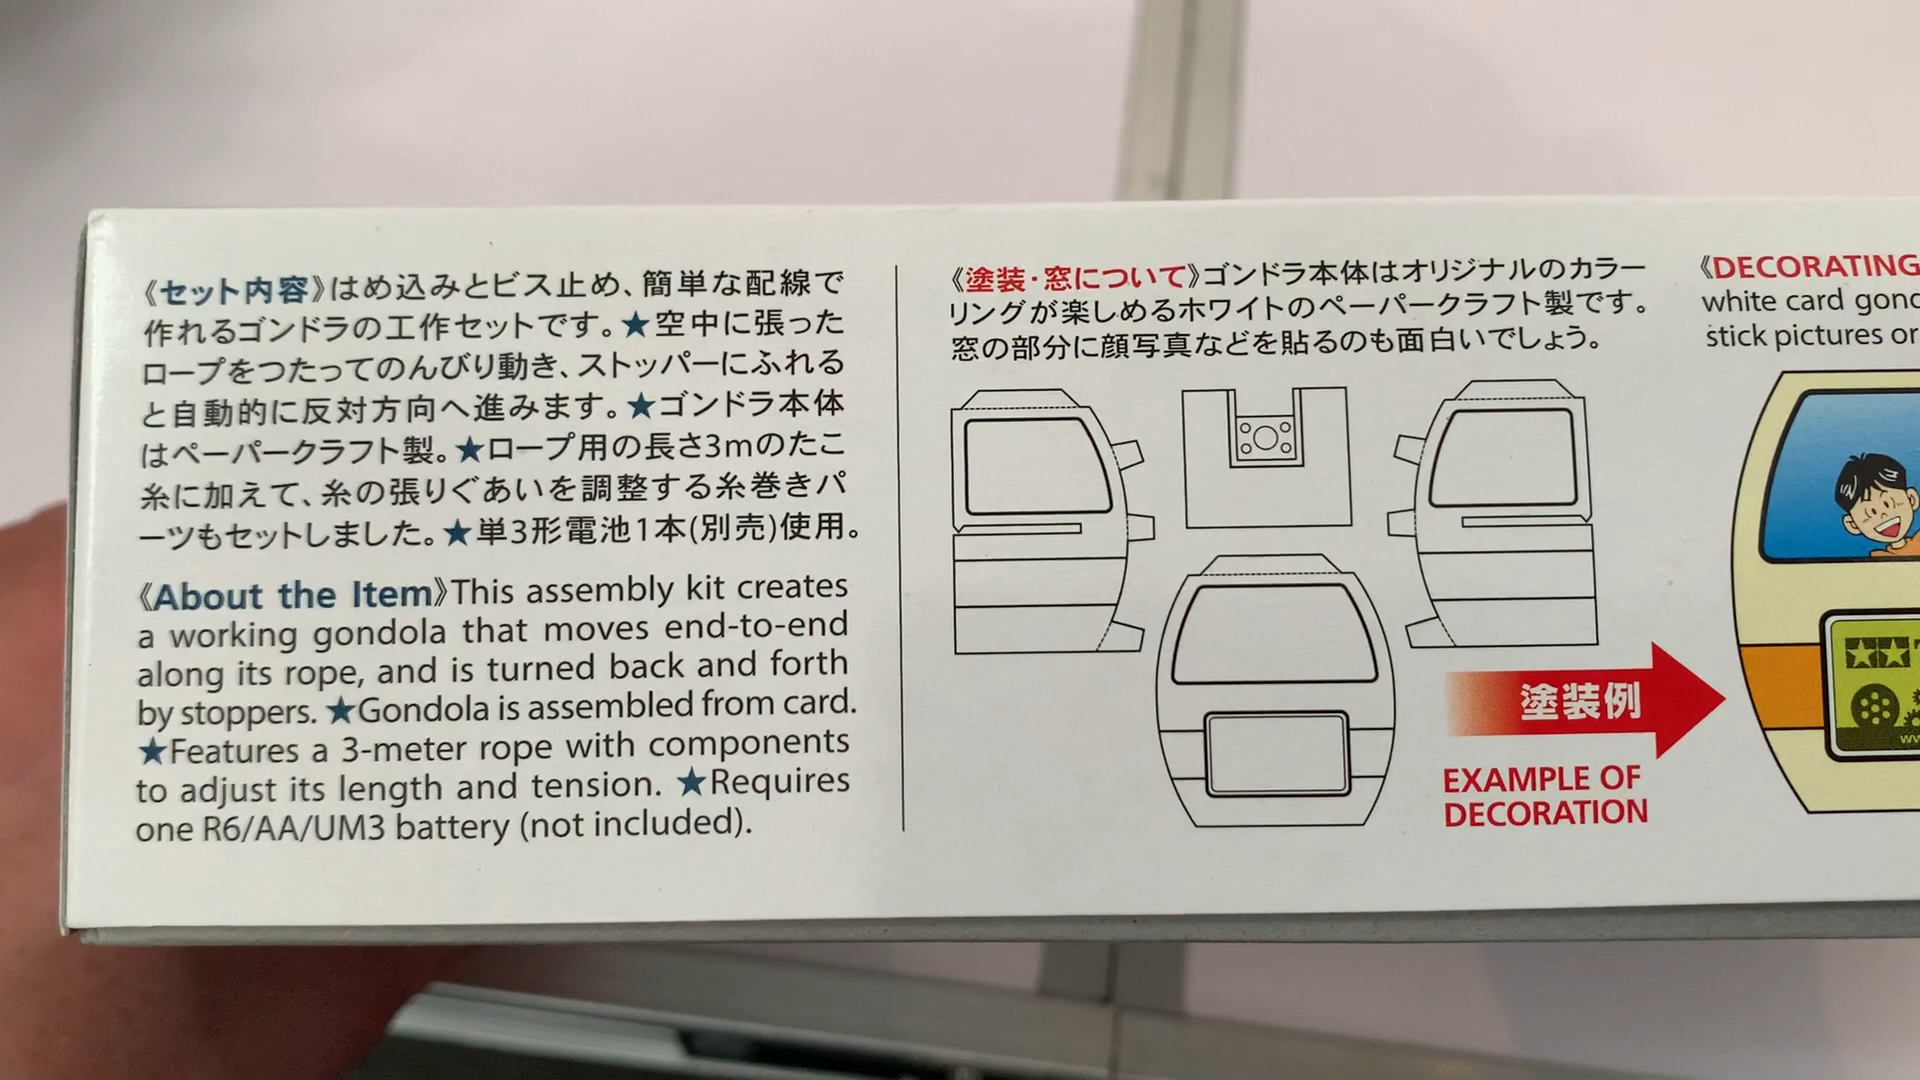 《セット内容》はめ込みとビス止め、簡単な配線で
作れるゴンドラの工作セットです。★空中に張った
ロープをつたってのんびり動き、ストッパーにふれる
と自動的に反対方向へ進みます。★ゴンドラ本体
はペーパークラフト製。★ロープ用の長さ3mのたこ
糸に加えて、糸の張りぐあいを調整する糸巻きパ
ーツもセットしました。★単3形電池1本(別売)使用。
《About the Item》This assembly kit creates
a working gondola that moves end-to-end
along its rope, and is turned back and forth
by stoppers. ★Gondola is assembled from card.
★Features a 3-meter rope with components
to adjust its length and tension. ★Requires
one R6/AA/UM3 battery (not included).
《塗装・窓について》ゴンドラ本体はオリジナルのカラー
リングが楽しめるホワイトのペーパークラフト製です。
窓の部分に顔写真などを貼るのも面白いでしょう。
塗装例
EXAMPLE OF
DECORATION
《DECORATING
white card
stick pictures or